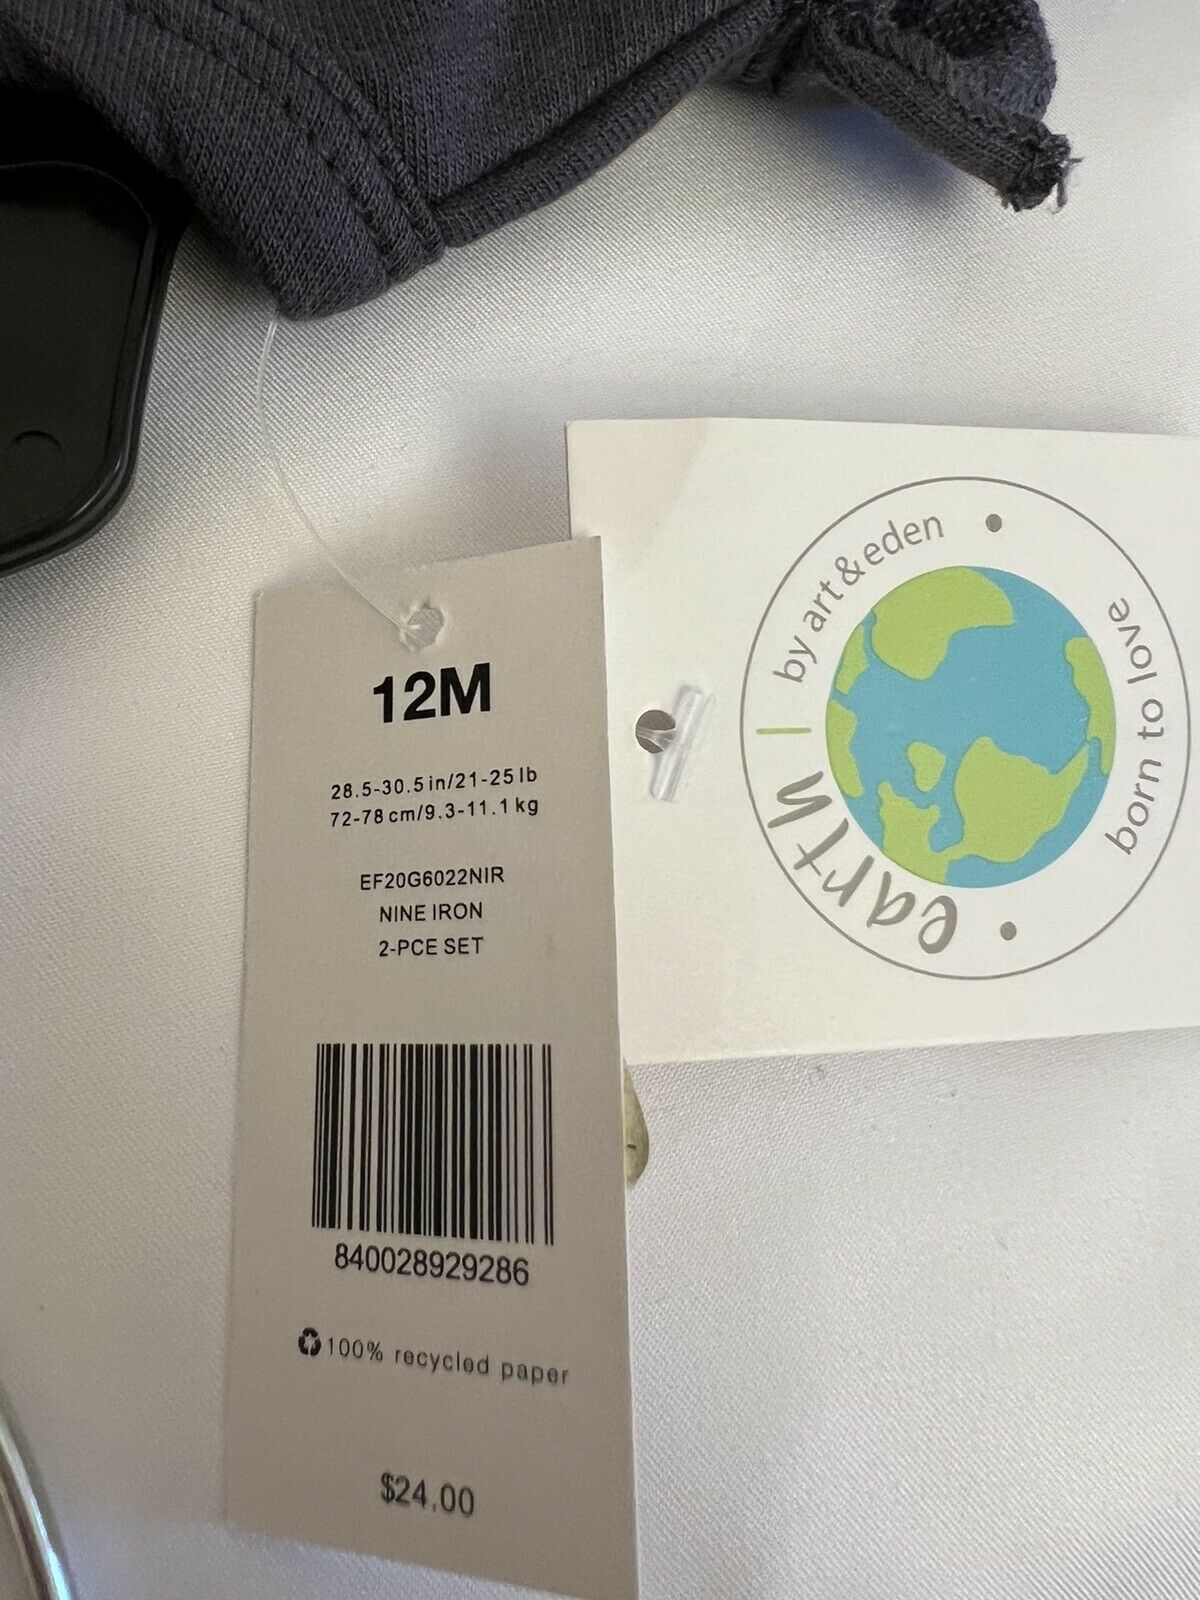 12M
28.5-30.5 in/21-25 lb
72-78 cm/9.3-11.1 kg
EF20G6022NIR
NINE IRON
2-PCE SET
840028929286
100% recycled paper
$24.00
earth
by art & eden
born to love